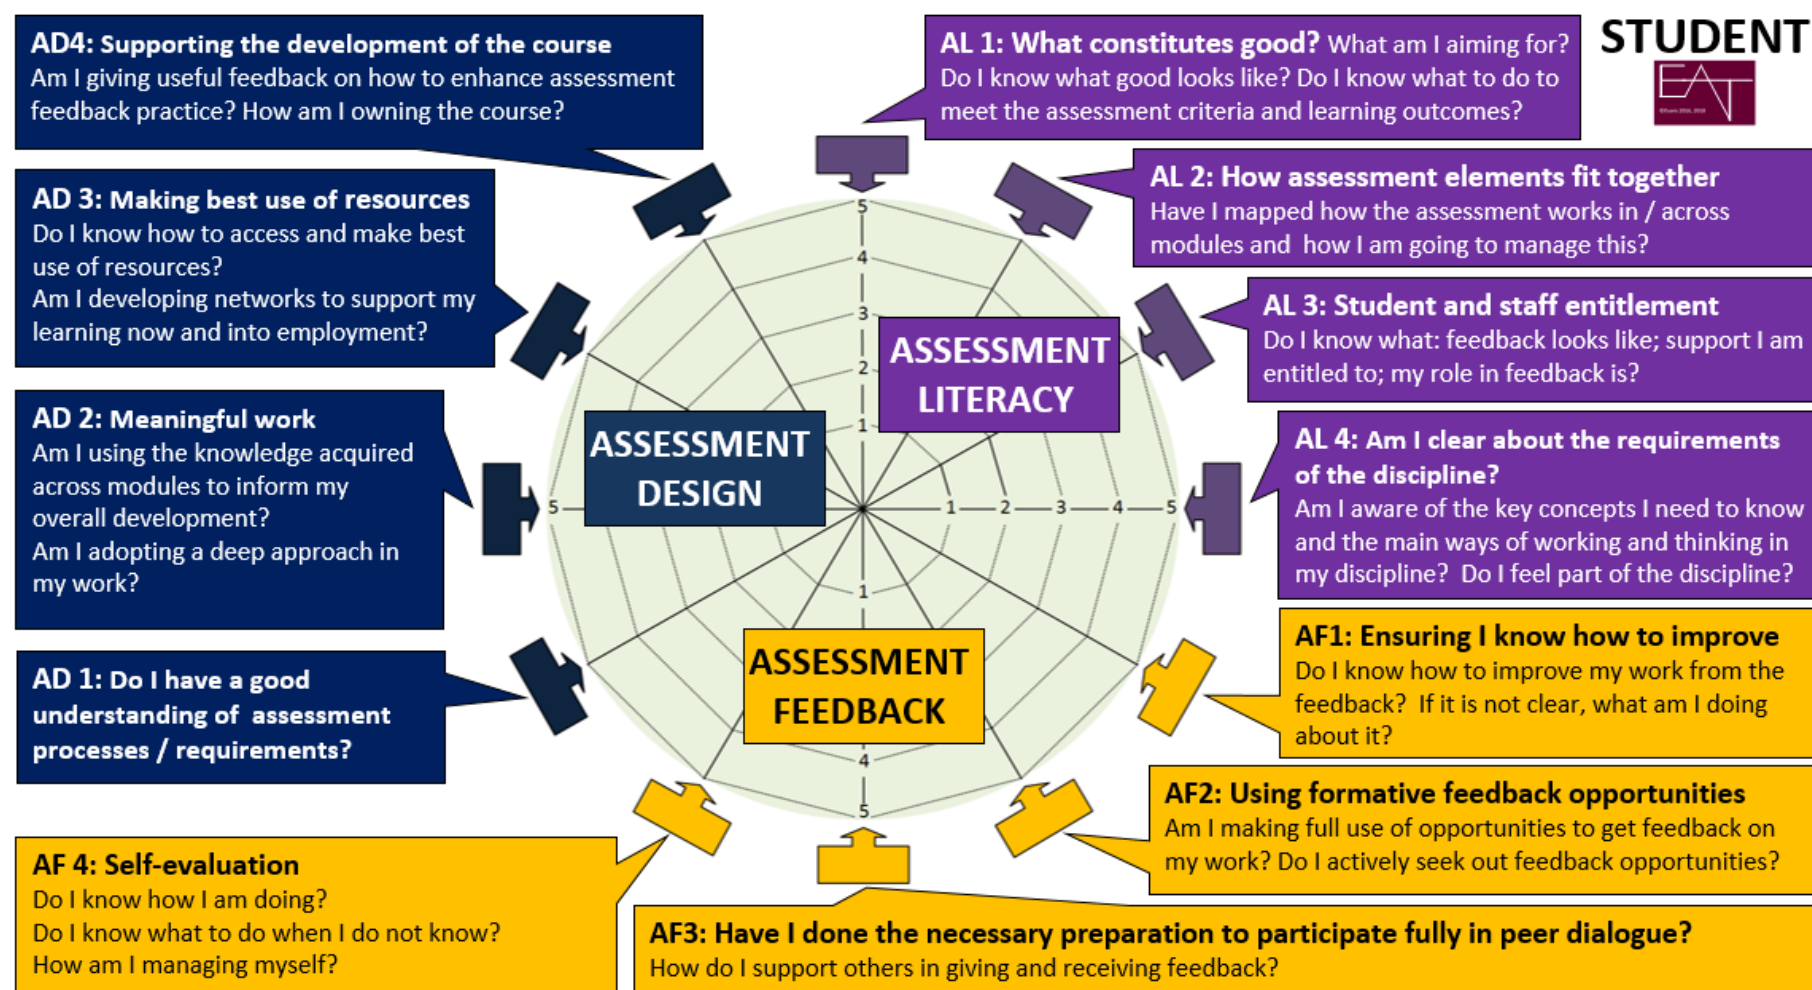 AD4: Supporting the development of the course
Am I giving useful feedback on how to enhance assessment
feedback practice? How am I owning the course?
AL 1: What constitutes good? What am I aiming for?
Do I know what good looks like? Do I know what to do to
meet the assessment criteria and learning outcomes?
STUDENT
EAT
AD 3: Making best use of resources
Do I know how to access and make best
use of resources?
Am I developing networks to support my
learning now and into employment?
AL 2: How assessment elements fit together
Have I mapped how the assessment works in / across
modules and how I am going to manage this?
AL 3: Student and staff entitlement
Do I know what: feedback looks like; support I am
entitled to; my role in feedback is?
AD 2: Meaningful work
Am I using the knowledge acquired
across modules to inform my
overall development?
Am I adopting a deep approach in
my work?
AL 4: Am I clear about the requirements
of the discipline?
Am I aware of the key concepts I need to know
and the main ways of working and thinking in
my discipline? Do I feel part of the discipline?
5
4
3
2
1
ASSESSMENT
LITERACY
ASSESSMENT
DESIGN
5
1
2
3
4
5
1
ASSESSMENT
FEEDBACK
4
5
AD 1: Do I have a good
understanding of assessment
processes / requirements?
AF1: Ensuring I know how to improve
Do I know how to improve my work from the
feedback? If it is not clear, what am I doing
about it?
AF2: Using formative feedback opportunities
Am I making full use of opportunities to get feedback on
my work? Do I actively seek out feedback opportunities?
AF 4: Self-evaluation
Do I know how I am doing?
Do I know what to do when I do not know?
How am I managing myself?
AF3: Have I done the necessary preparation to participate fully in peer dialogue?
How do I support others in giving and receiving feedback?